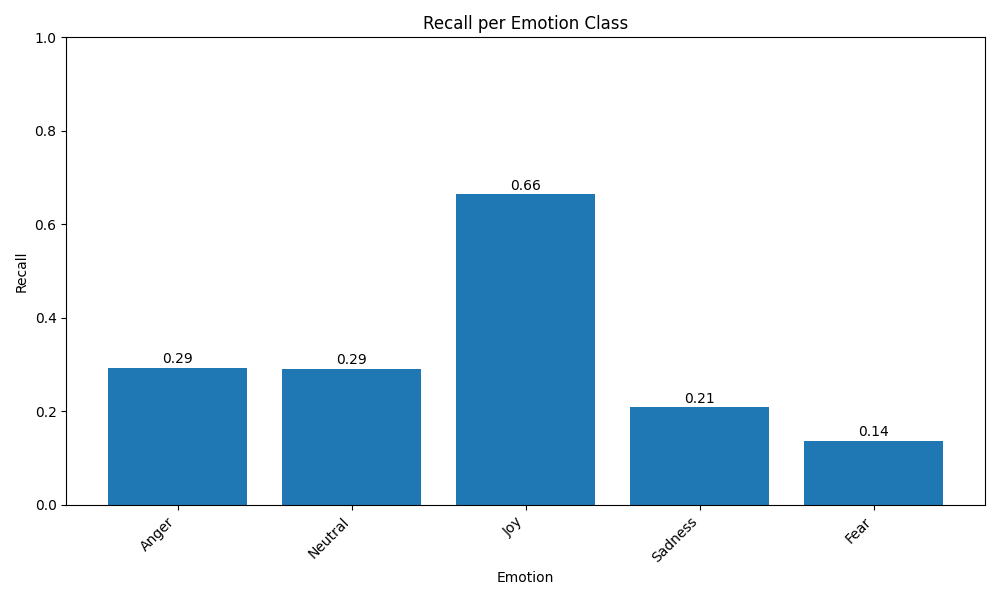 Recall per Emotion Class
1.0
0.8
0.6
0.4
0.2
0.0
Recall
0.29
0.29
0.66
0.21
0.14
Anger
Neutral
Joy
Sadness
Fear
Emotion